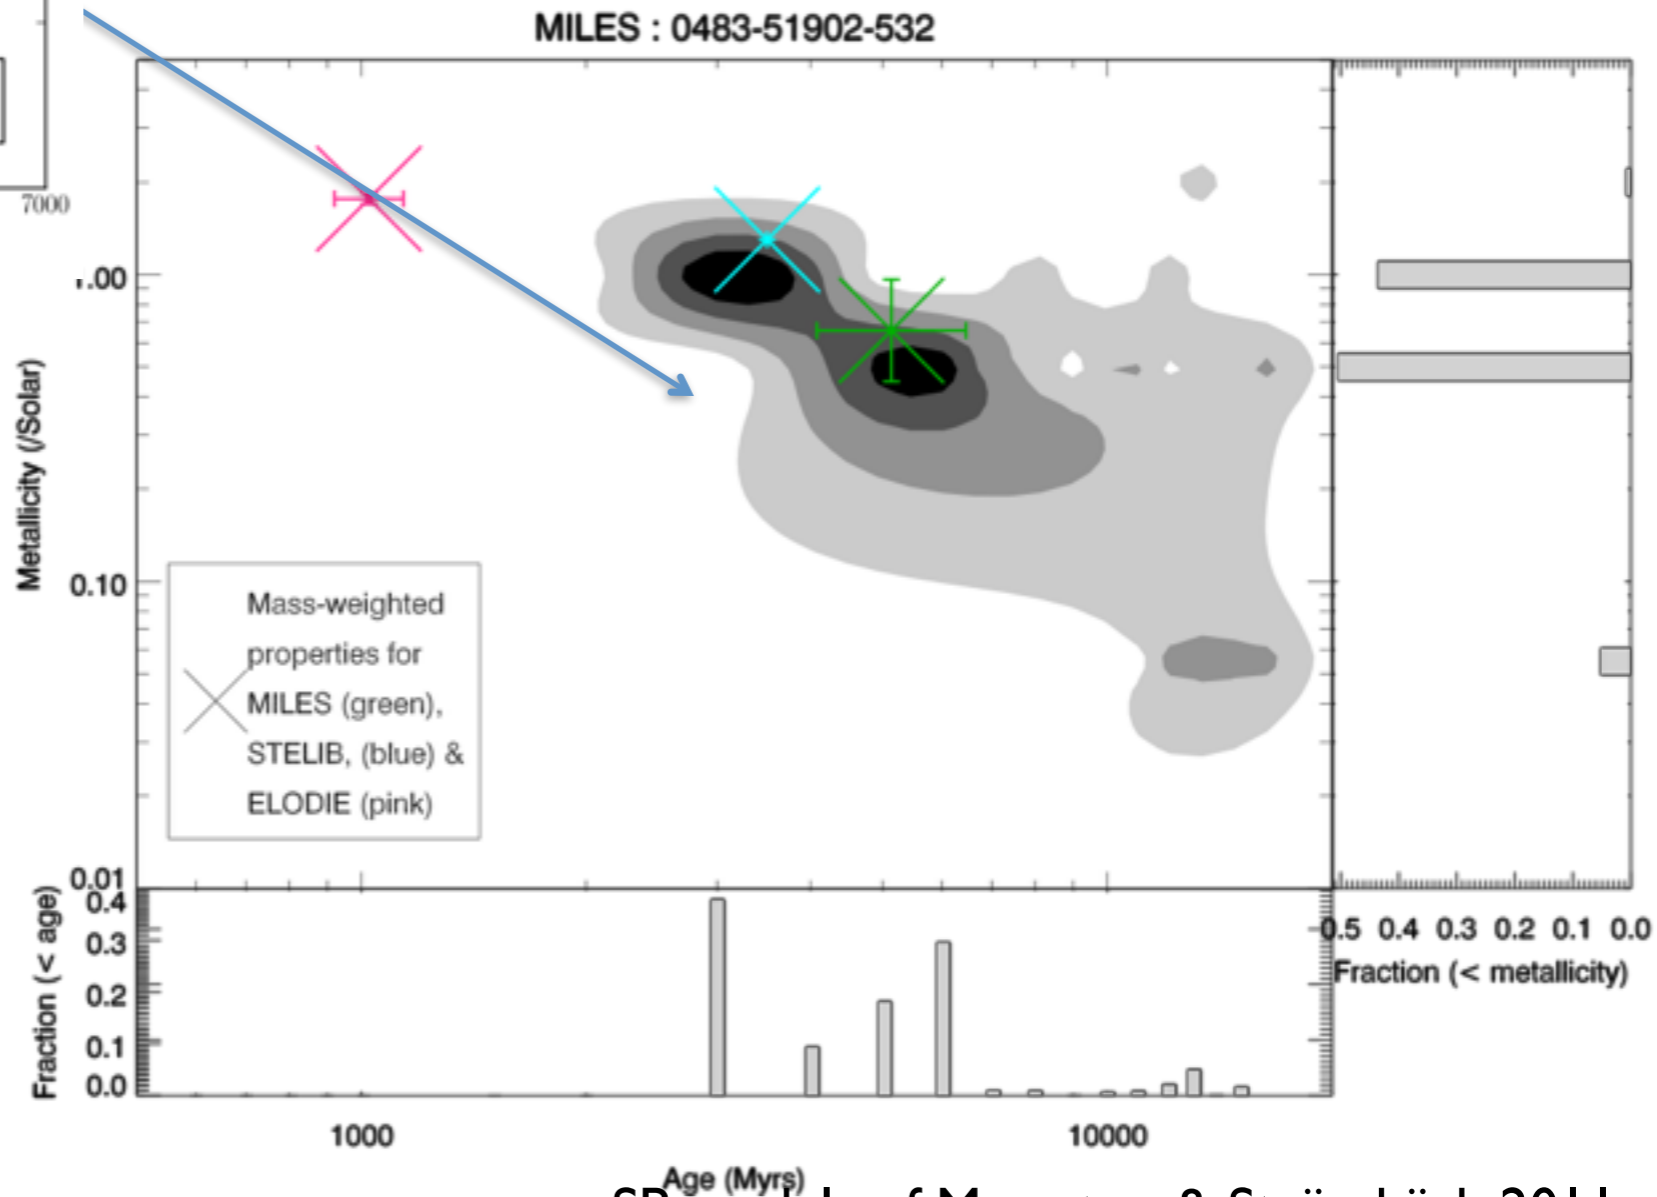 MILES : 0483-51902-532
7000
1.00
0.10
0.01
Metallicity (/Solar)
Mass-weighted
properties for
MILES (green),
STELIB, (blue) &
ELODIE (pink)
0.4
0.3
0.2
0.1
0.0
Fraction (< age)
0.5 0.4 0.3 0.2 0.1 0.0
Fraction (< metallicity)
1000 10000
Age (Myrs)
& 2011